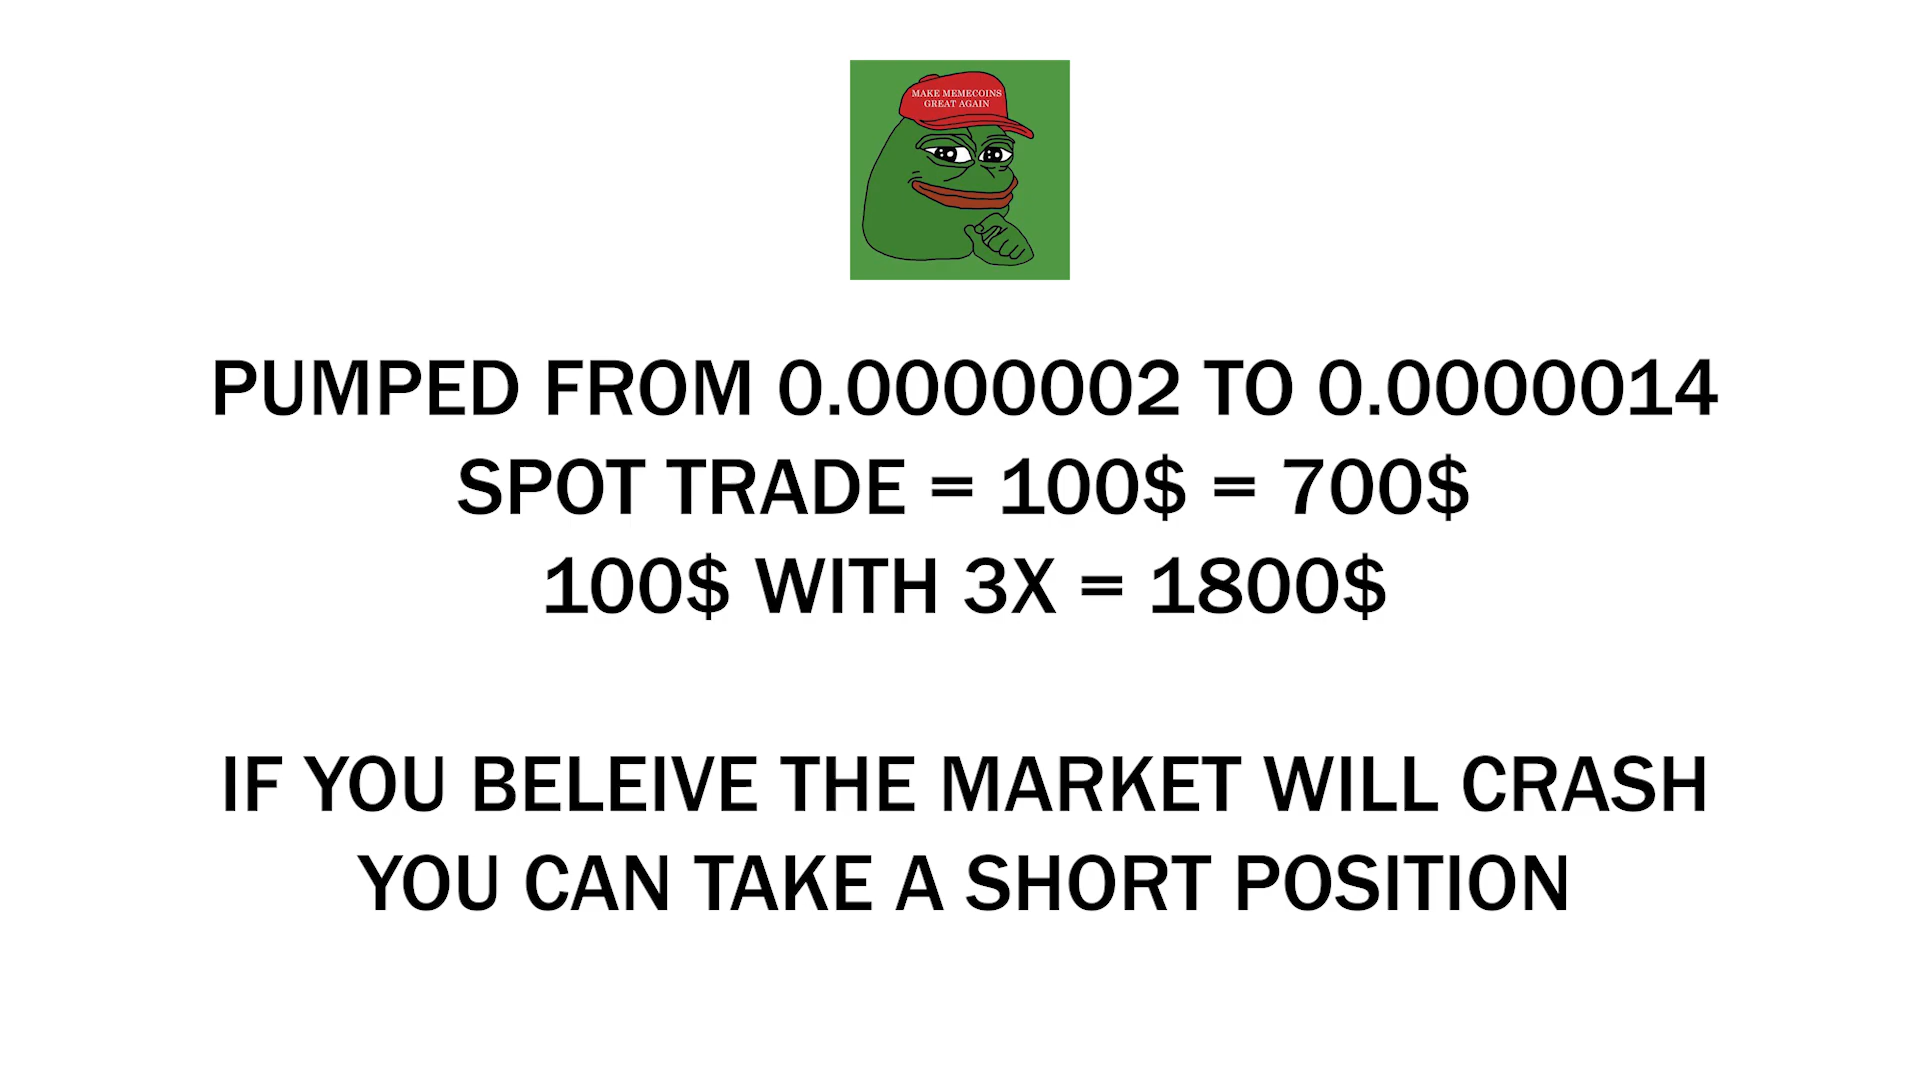 MAKE MEMECOINS
GREAT AGAIN
PUMPED FROM 0.0000002 TO 0.0000014
SPOT TRADE = 100$ = 700$
100$ WITH 3X = 1800$
IF YOU BELEIVE THE MARKET WILL CRASH
YOU CAN TAKE A SHORT POSITION